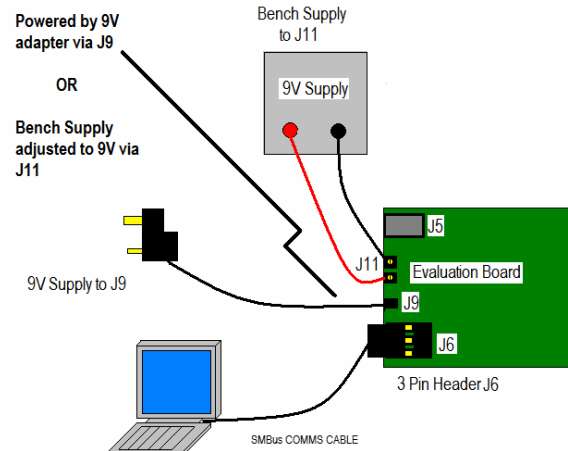 Powered by 9V
adapter via J9
OR
Bench Supply
adjusted to 9V via
J11
Bench Supply
to J11
9V Supply
J5
J11
Evaluation Board
9V Supply to J9
J9
J6
3 Pin Header J6
SMBus COMMS CABLE